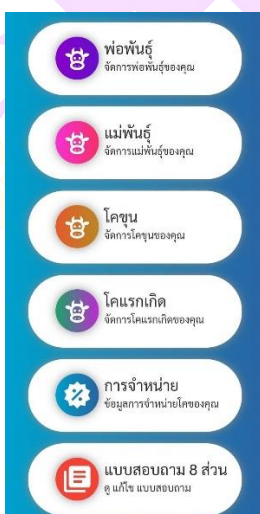 พ่อพันธุ์
จัดการพ่อพันธุ์ของคุณ
แม่พันธุ์
จัดการแม่พันธุ์ของคุณ
โคขุน
จัดการโคขุนของคุณ
โคแรกเกิด
จัดการโคแรกเกิดของคุณ
การจำหน่าย
ข้อมูลการจำหน่ายโคของคุณ
แบบสอบถาม 8 ส่วน
ดู แก้ไข แบบสอบถาม